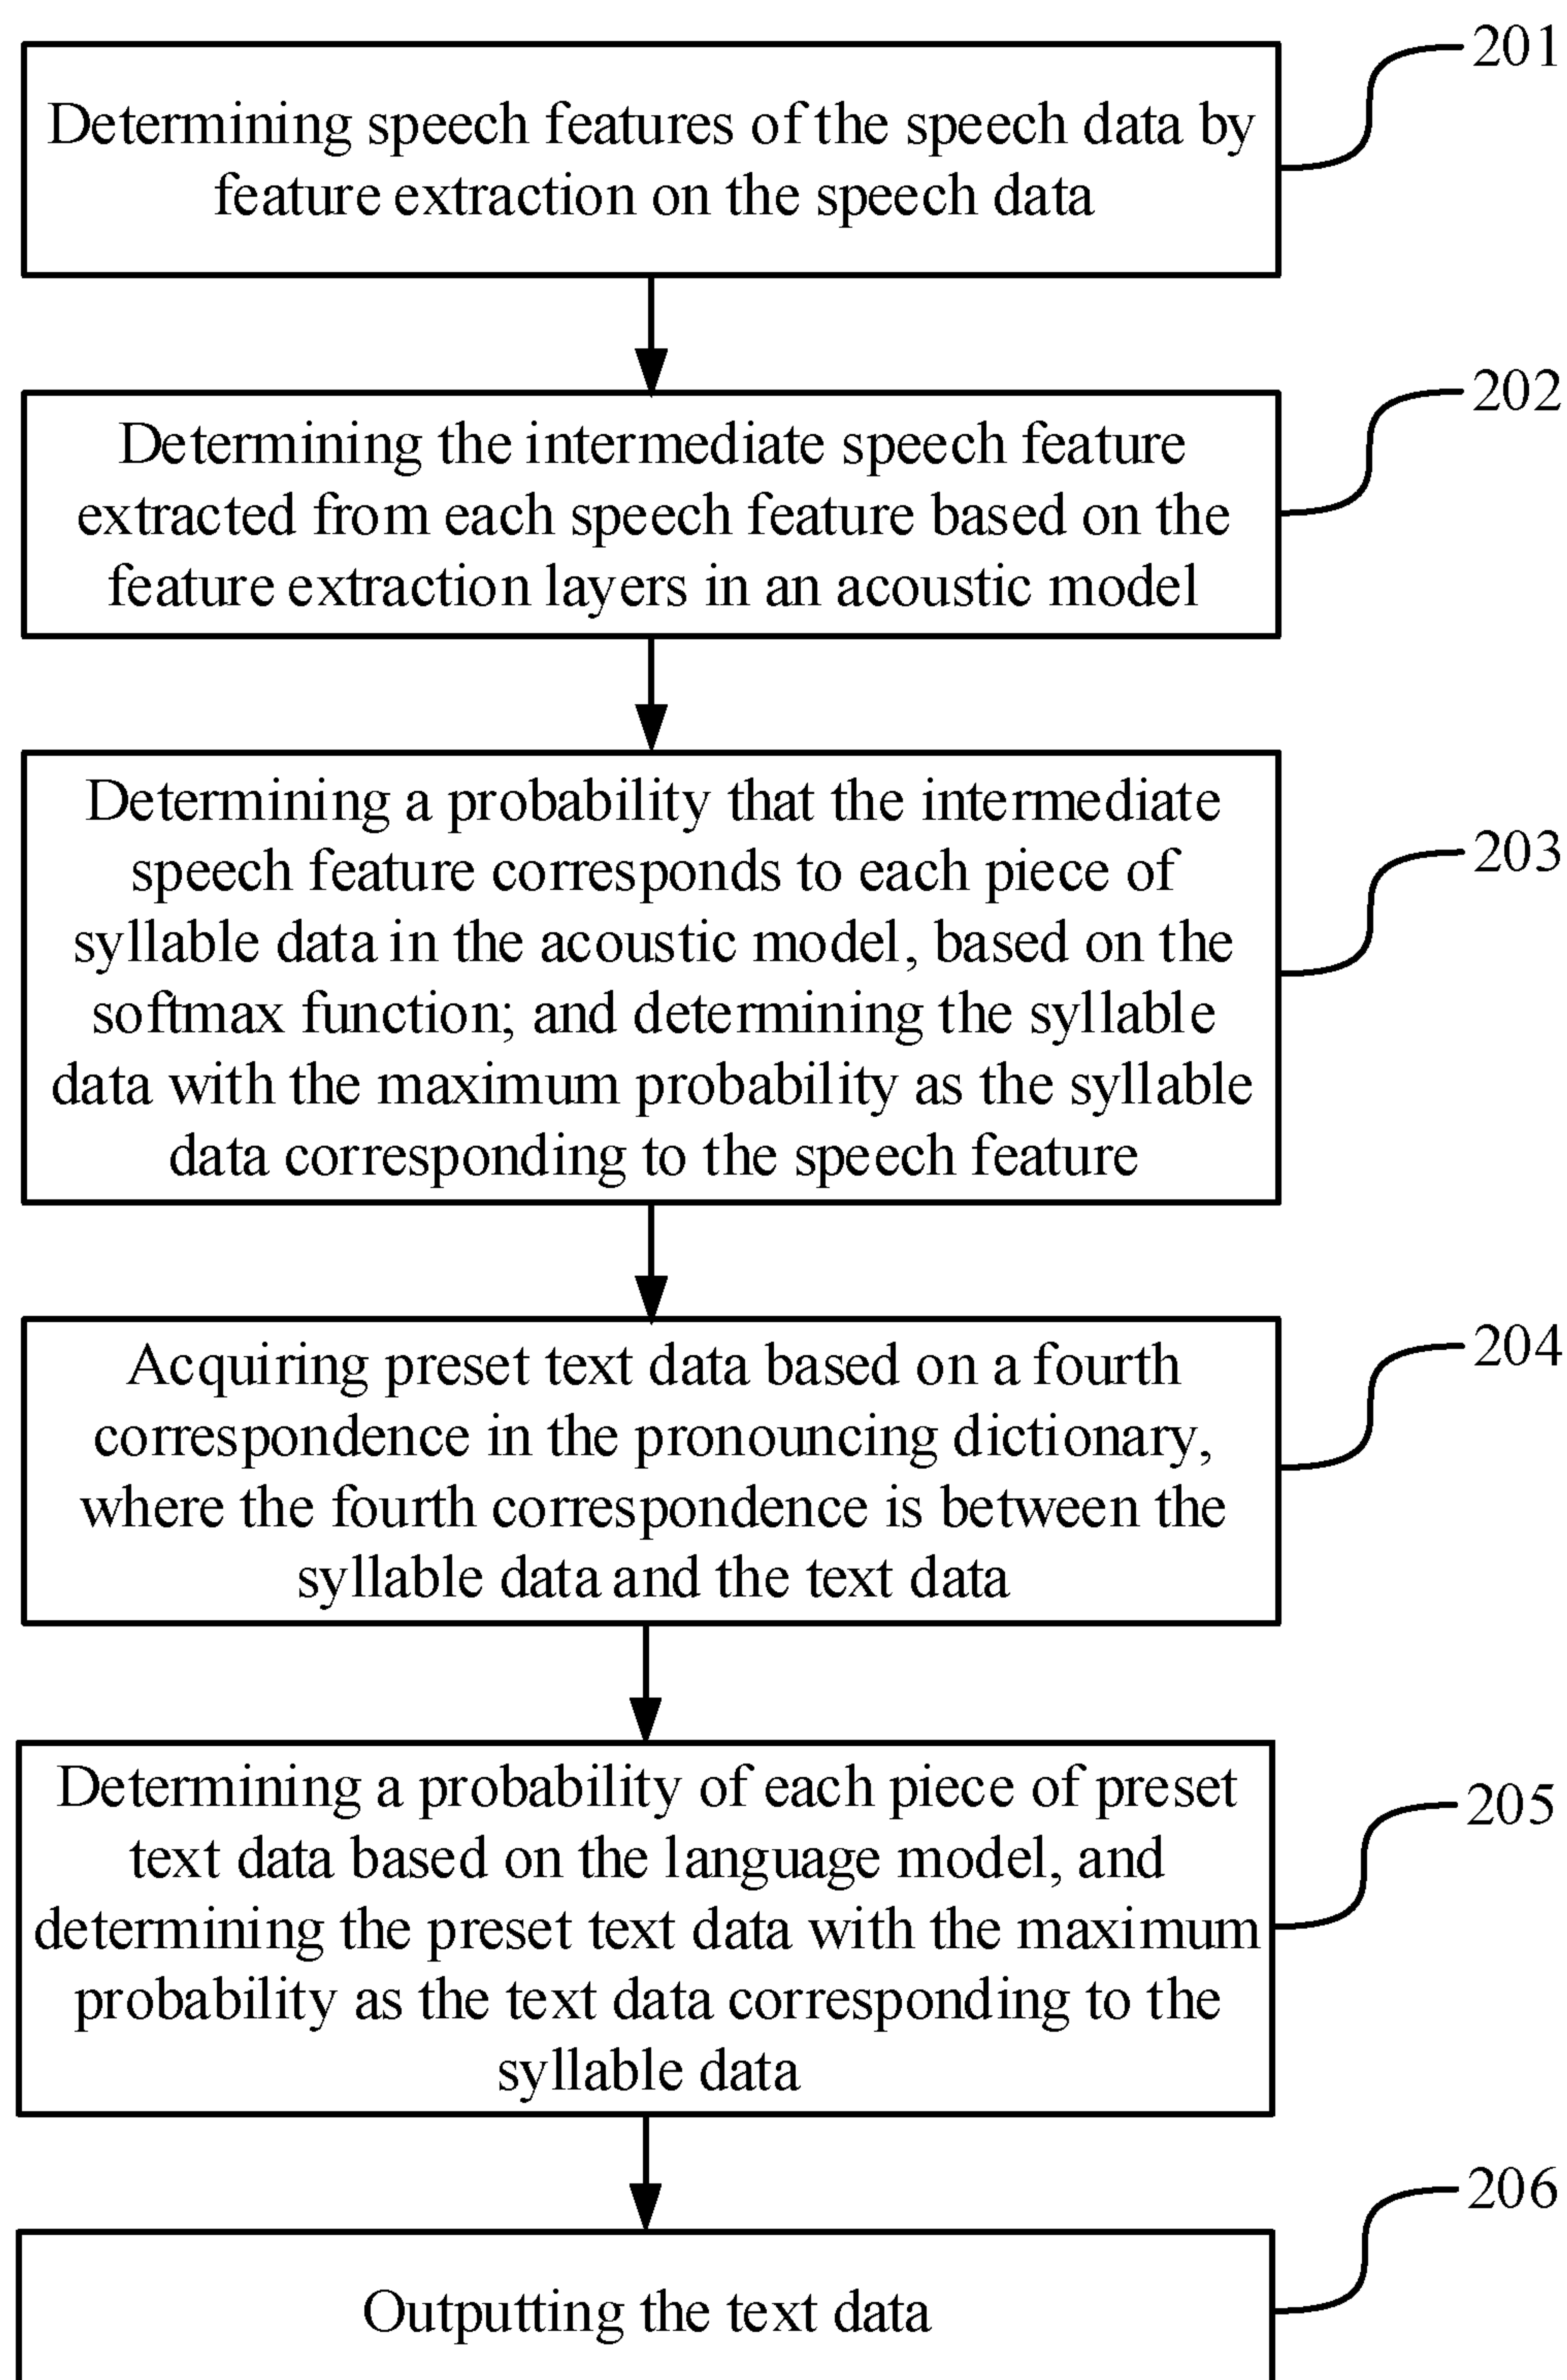 201
Determining speech features of the speech data by
feature extraction on the speech data
202
Determining the intermediate speech feature
extracted from each speech feature based on the
feature extraction layers in an acoustic model
203
Determining a probability that the intermediate
speech feature corresponds to each piece of
syllable data in the acoustic model, based on the
softmax function; and determining the syllable
data with the maximum probability as the syllable
data corresponding to the speech feature
204
Acquiring preset text data based on a fourth
correspondence in the pronouncing dictionary,
where the fourth correspondence is between the
syllable data and the text data
205
Determining a probability of each piece of preset
text data based on the language model, and
determining the preset text data with the maximum
probability as the text data corresponding to the
syllable data
206
Outputting the text data